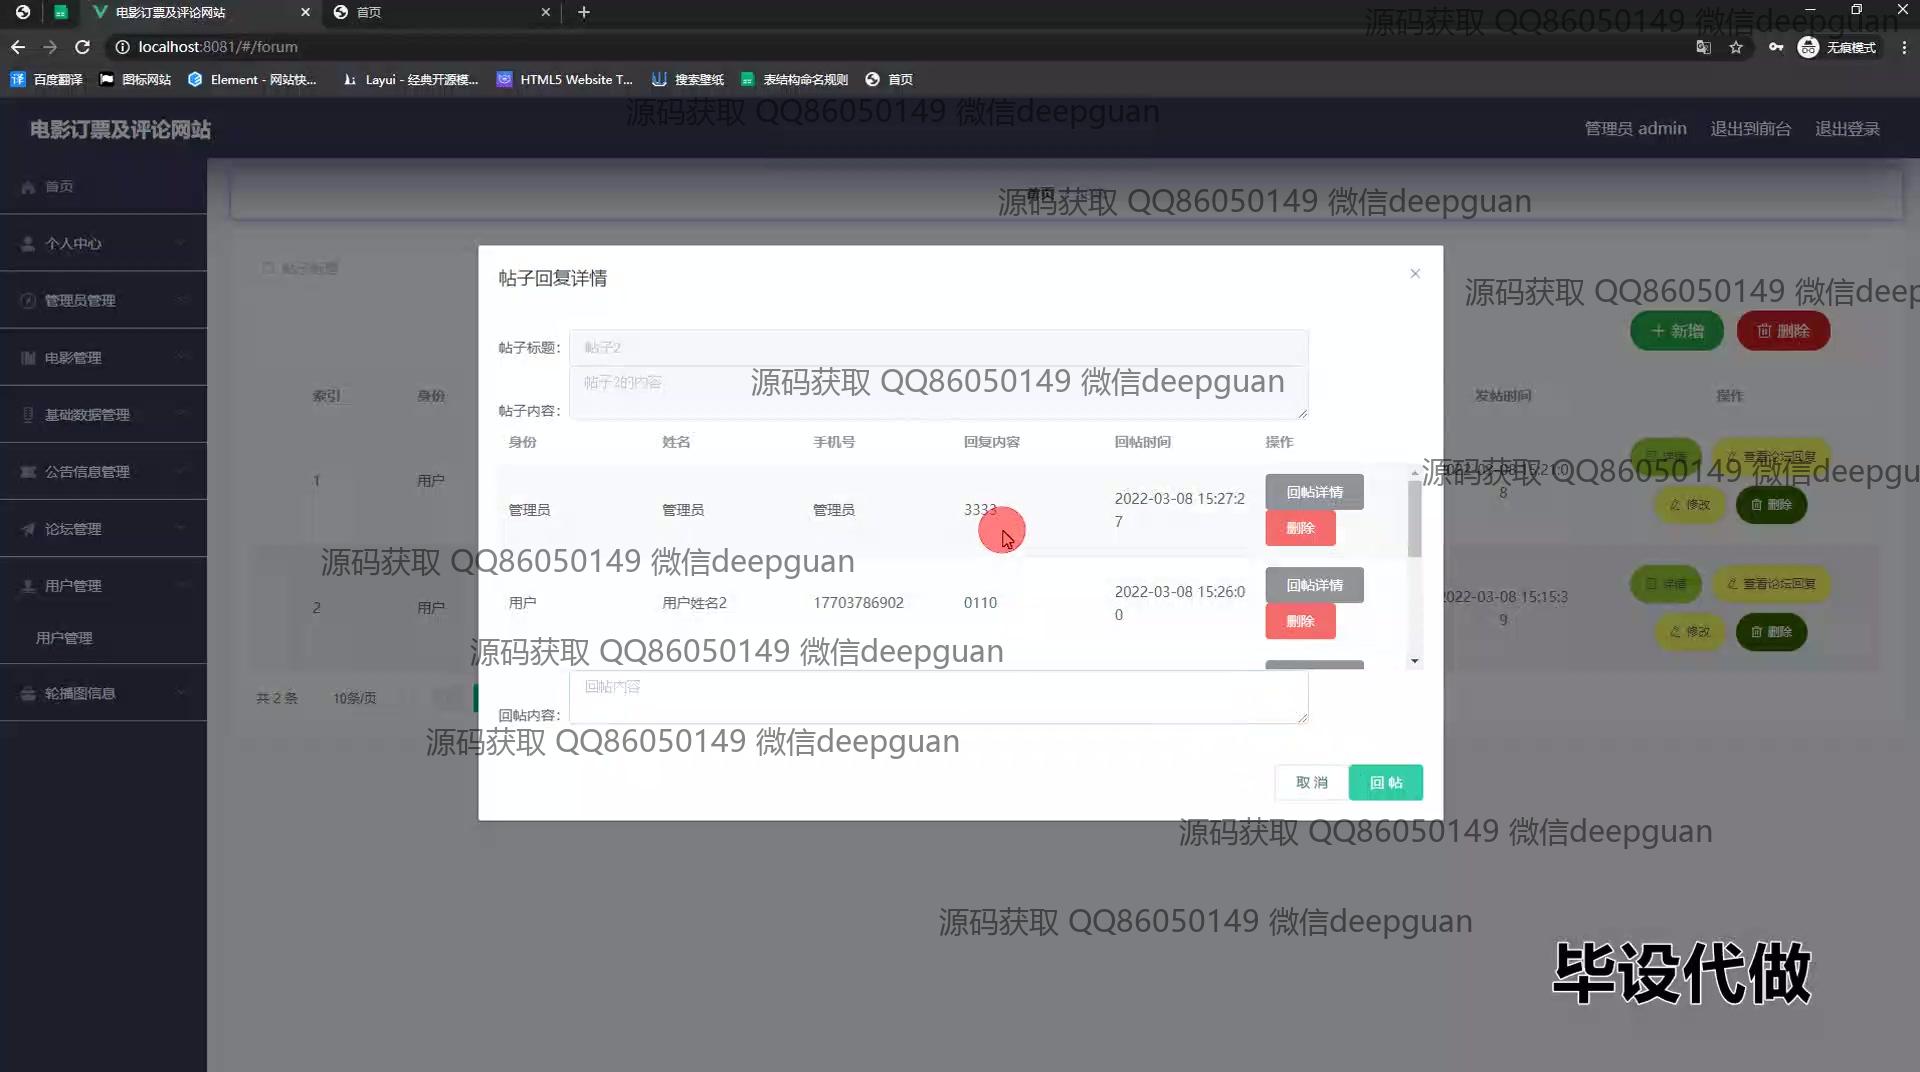 电影订票及评论网站
首页
localhost:8081/#/forum
无痕模式
百度翻译
图标网站
Element - 网站快...
Layui - 经典开源模...
HTML5 Website T...
搜索壁纸
表结构命名规则
首页
源码获取 QQ86050149 微信deepguan
源码获取 QQ86050149 微信deepguan
电影订票及评论网站
管理员 admin
退出到前台
退出登录
首页
首页
源码获取 QQ86050149 微信deepguan
个人中心
帖子标题
帖子回复详情
管理员管理
源码获取 QQ86050149 微信deep
新增
删除
帖子标题：
帖子2
电影管理
帖子2的内容
源码获取 QQ86050149 微信deepguan
帖子内容：
索引
身份
发帖时间
操作
基础数据管理
身份
姓名
手机号
回复内容
回帖时间
操作
公告信息管理
1
用户
详情
查看论坛回复
源码获取 QQ86050149 微信deepgu
8
修改
删除
管理员
管理员
管理员
3333
2022-03-08 15:27:2
7
回帖详情
删除
论坛管理
源码获取 QQ86050149 微信deepguan
用户管理
2
用户
用户
用户姓名2
17703786902
0110
2022-03-08 15:26:0
0
回帖详情
删除
2022-03-08 15:15:3
9
详情
查看论坛回复
修改
删除
用户管理
源码获取 QQ86050149 微信deepguan
轮播图信息
共 2 条
10条/页
回帖内容
回帖内容：
源码获取 QQ86050149 微信deepguan
取 消
回 帖
源码获取 QQ86050149 微信deepguan
源码获取 QQ86050149 微信deepguan
毕设代做